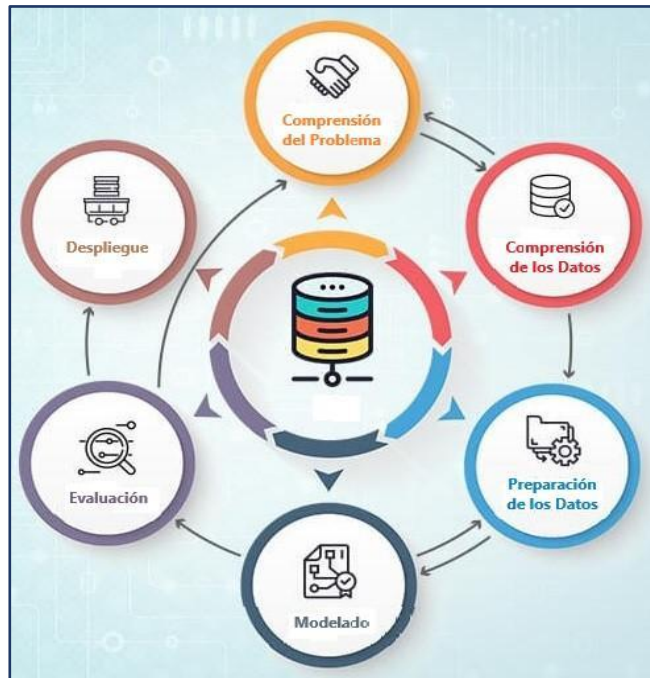 Comprensión
del Problema
Comprensión
de los Datos
Preparación
de los Datos
Modelado
Evaluación
Despliegue